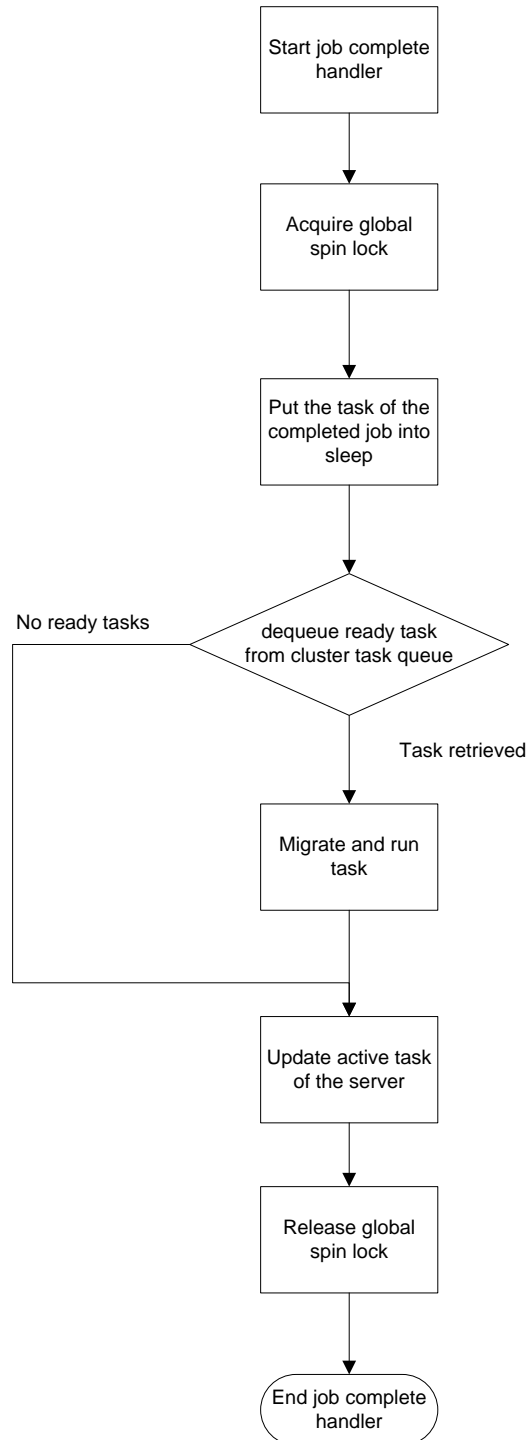 Start job complete
handler
Acquire global
spin lock
Put the task of the
completed job into
sleep
No ready tasks
dequeue ready task
from cluster task queue
Task retrieved
Migrate and run
task
Update active task
of the server
Release global
spin lock
End job complete
handler